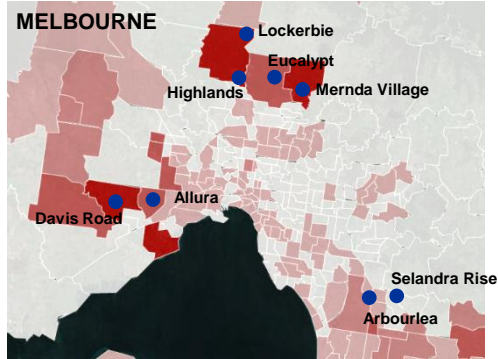 MELBOURNE
Lockerbie
Eucalypt
Highlands
Mernda Village
Allura
Davis Road
Selandra Rise
Arbourlea